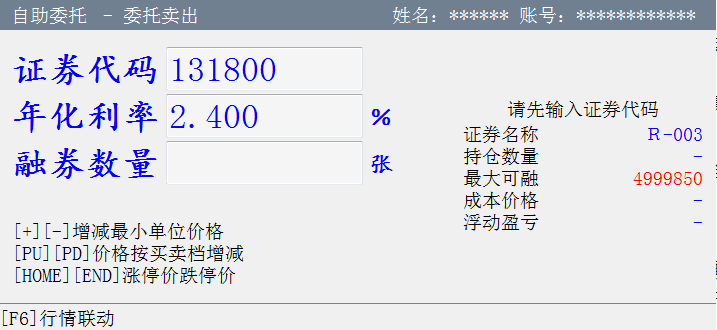 自助委托 - 委托卖出 姓名: ****** 账号: ************
证券代码 131800
年化利率 2.400 %
融券数量 张
请先输入证券代码
证券名称 R-003
持仓数量 -
最大可融 4999850
成本价格 -
浮动盈亏 -
[+][-]增减最小单位价格
[PU][PD]价格按买卖档增减
[HOME][END]涨停价跌停价
[F6]行情联动